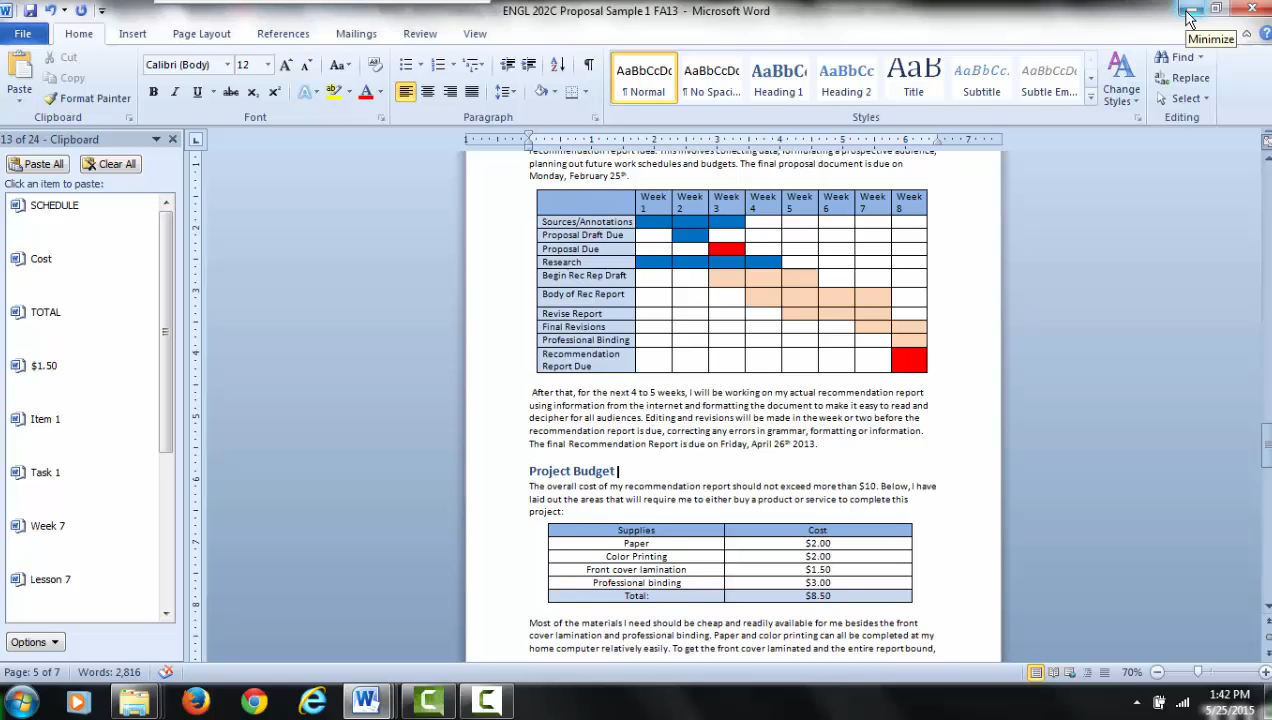 ENGL 202C Proposal Sample 1 FA13 - Microsoft Word
File Home Insert Page Layout References Mailings Review View
Minimize
Paste
Cut
Copy
Format Painter
Clipboard
Calibri (Body) 12
Font
Paragraph
AaBbCcDc ¶ Normal
AaBbCcDc ¶ No Spaci...
AaBbCc Heading 1
AaBbCc Heading 2
AaB Title
AaBbCc. Subtitle
AaBbCcDc Subtle Em...
Change Styles
Styles
Find
Replace
Select
Editing
13 of 24 - Clipboard
Paste All Clear All
Click an item to paste:
SCHEDULE
Cost
TOTAL
$1.50
Item 1
Task 1
Week 7
Lesson 7
Options
recommendation report idea. This involves collecting data, formulating a prospective audience,
planning out future work schedules and budgets. The final proposal document is due on
Monday, February 25th.
Week 1 Week 2 Week 3 Week 4 Week 5 Week 6 Week 7 Week 8
Sources/Annotations
Proposal Draft Due
Proposal Due
Research
Begin Rec Rep Draft
Body of Rec Report
Revise Report
Final Revisions
Professional Binding
Recommendation
Report Due
After that, for the next 4 to 5 weeks, I will be working on my actual recommendation report
using information from the internet and formatting the document to make it easy to read and
decipher for all audiences. Editing and revisions will be made in the week or two before the
recommendation report is due, correcting any errors in grammar, formatting or information.
The final Recommendation Report is due on Friday, April 26th 2013.
Project Budget
The overall cost of my recommendation report should not exceed more than $10. Below, I have
laid out the areas that will require me to either buy a product or service to complete this
project:
Supplies Cost
Paper $2.00
Color Printing $2.00
Front cover lamination $1.50
Professional binding $3.00
Total: $8.50
Most of the materials I need should be cheap and readily available for me besides the front
cover lamination and professional binding. Paper and color printing can all be completed at my
home computer relatively easily. To get the front cover laminated and the entire report bound,
Page: 5 of 7 Words: 2,816
70%
1:42 PM
5/25/2015